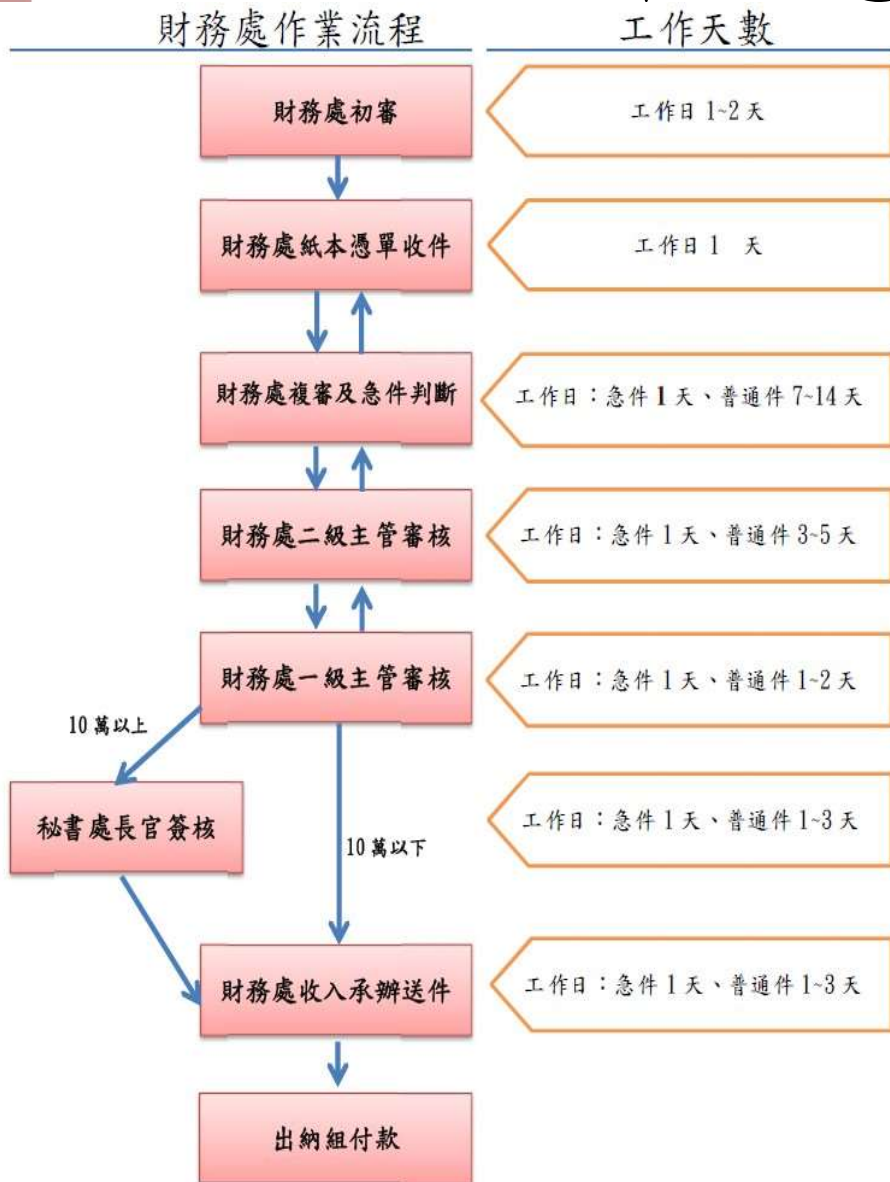 財務處作業流程
工作天數
財務處初審
工作日 1~2 天
財務處紙本憑單收件
工作日 1 天
財務處複審及急件判斷
工作日：急件 1 天、普通件 7~14 天
財務處二級主管審核
工作日：急件 1 天、普通件 3~5 天
財務處一級主管審核
工作日：急件 1 天、普通件 1~2 天
10 萬以上
秘書處長官簽核
工作日：急件 1 天、普通件 1~3 天
10 萬以下
財務處收入承辦送件
工作日：急件 1 天、普通件 1~3 天
出納組付款